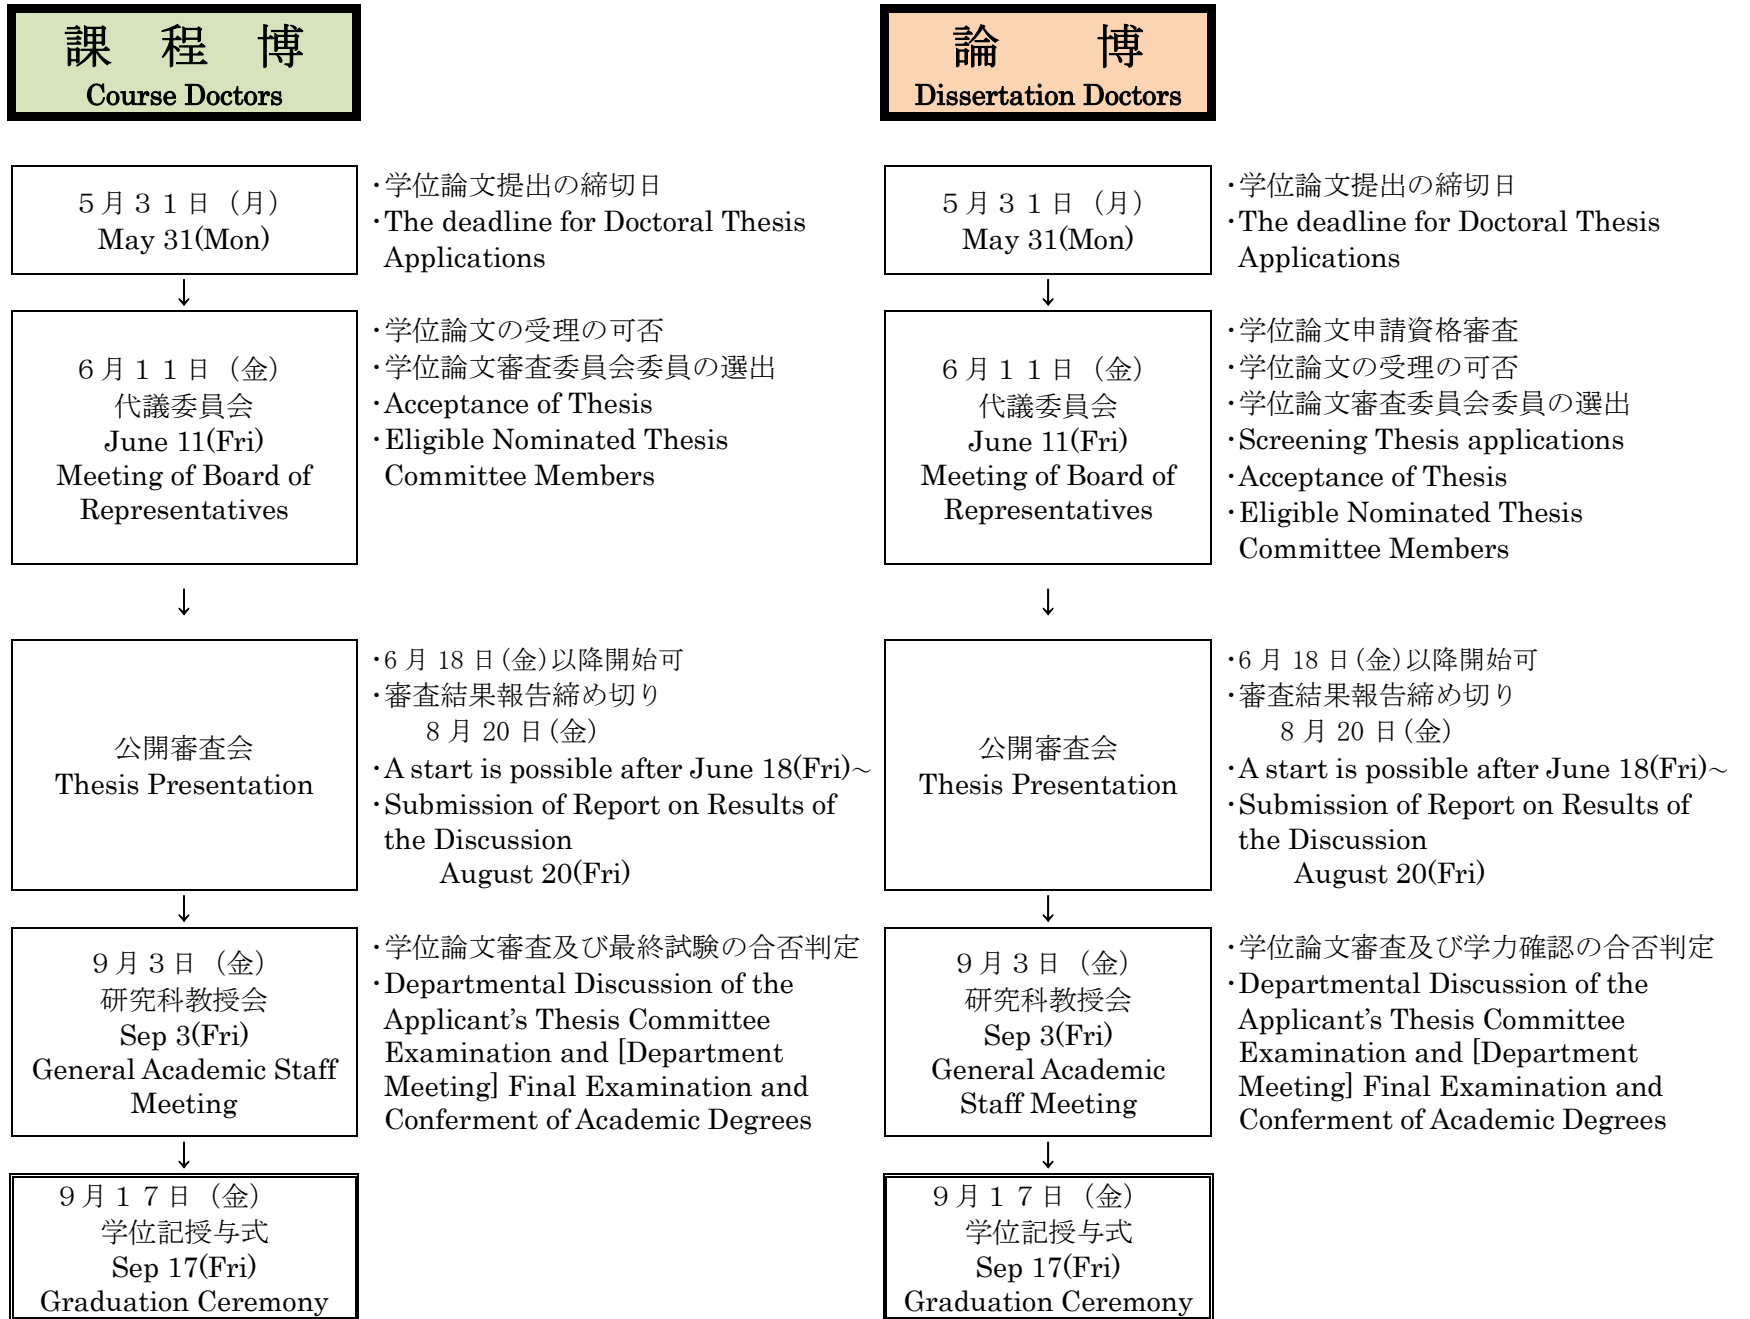 課　程　博
Course Doctors
５月３１日（月）
May 31(Mon)
・学位論文提出の締切日
・The deadline for Doctoral Thesis
Applications
↓
６月１１日（金）
代議委員会
June 11(Fri)
Meeting of Board of
Representatives
・学位論文の受理の可否
・学位論文審査委員会委員の選出
・Acceptance of Thesis
・Eligible Nominated Thesis
Committee Members
↓
公開審査会
Thesis Presentation
・6 月 18 日(金)以降開始可
・審査結果報告締め切り
8 月 20 日(金)
・A start is possible after June 18(Fri)~
・Submission of Report on Results of
the Discussion
August 20(Fri)
↓
９月３日（金）
研究科教授会
Sep 3(Fri)
General Academic Staff
Meeting
・学位論文審査及び最終試験の合否判定
・Departmental Discussion of the
Applicant’s Thesis Committee
Examination and [Department
Meeting] Final Examination and
Conferment of Academic Degrees
↓
９月１７日（金）
学位記授与式
Sep 17(Fri)
Graduation Ceremony
論　　博
Dissertation Doctors
５月３１日（月）
May 31(Mon)
・学位論文提出の締切日
・The deadline for Doctoral Thesis
Applications
↓
６月１１日（金）
代議委員会
June 11(Fri)
Meeting of Board of
Representatives
・学位論文申請資格審査
・学位論文の受理の可否
・学位論文審査委員会委員の選出
・Screening Thesis applications
・Acceptance of Thesis
・Eligible Nominated Thesis
Committee Members
↓
公開審査会
Thesis Presentation
・6 月 18 日(金)以降開始可
・審査結果報告締め切り
8 月 20 日(金)
・A start is possible after June 18(Fri)~
・Submission of Report on Results of
the Discussion
August 20(Fri)
↓
９月３日（金）
研究科教授会
Sep 3(Fri)
General Academic
Staff Meeting
・学位論文審査及び学力確認の合否判定
・Departmental Discussion of the
Applicant’s Thesis Committee
Examination and [Department
Meeting] Final Examination and
Conferment of Academic Degrees
↓
９月１７日（金）
学位記授与式
Sep 17(Fri)
Graduation Ceremony